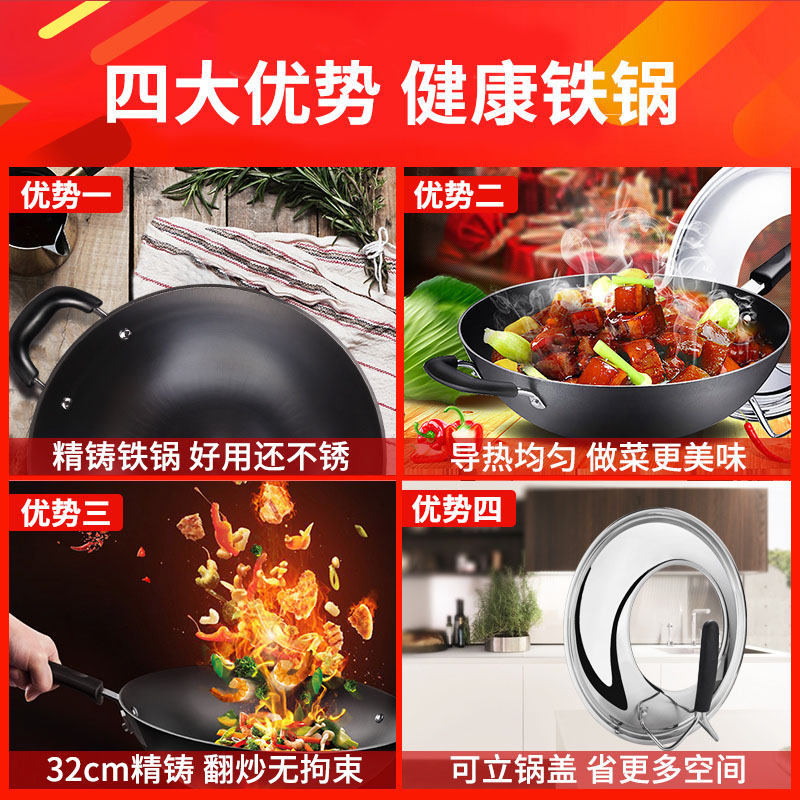 四大优势 健康铁锅
优势一
精铸铁锅 好用还不锈
优势二
导热均匀 做菜更美味
优势三
32cm精铸 翻炒无拘束
优势四
可立锅盖 省更多空间